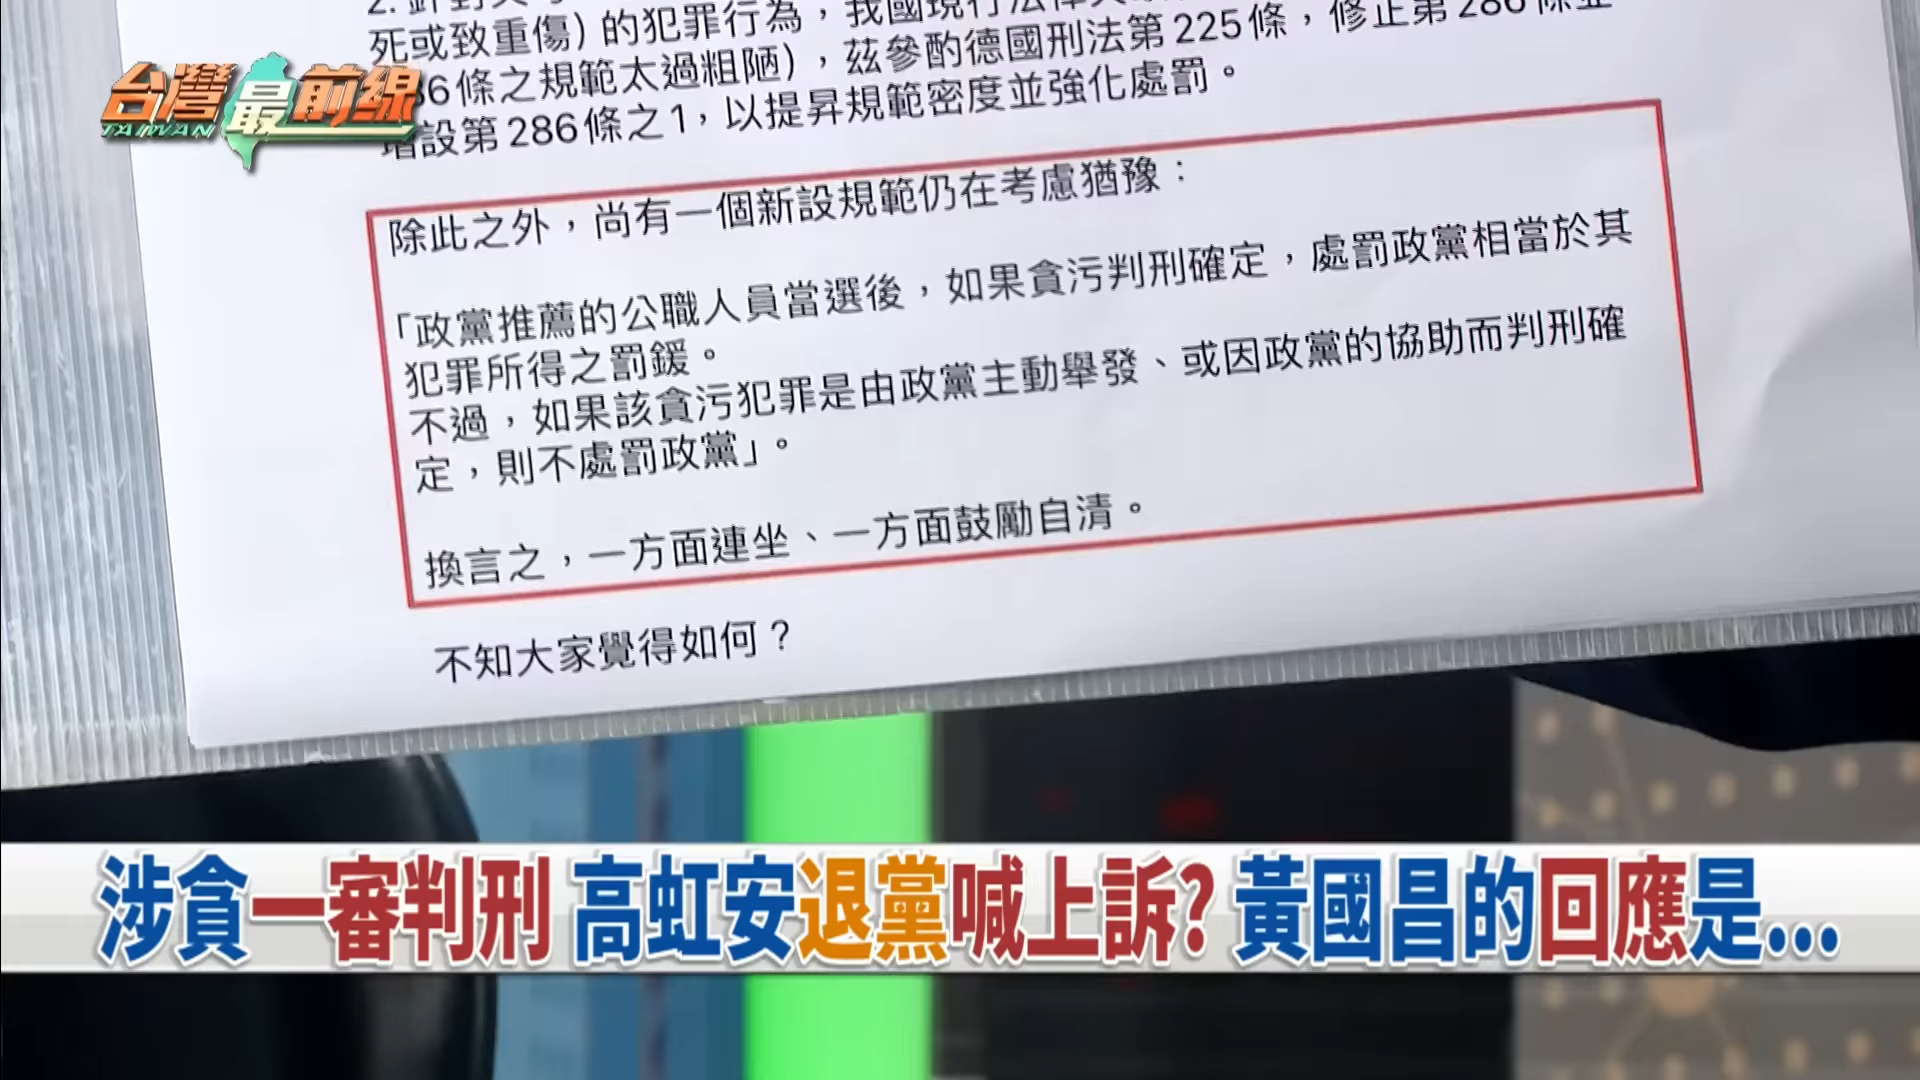 死或致重傷)的犯罪行為,我國現行法律
86條之規範太過粗陋),茲參酌德國刑法第225條,修正第286條並
增設第286條之1,以提昇規範密度並強化處罰。
台灣最前線
TAIWAN
除此之外,尚有一個新設規範仍在考慮猶豫:
「政黨推薦的公職人員當選後,如果貪污判刑確定,處罰政黨相當於其
犯罪所得之罰鍰。
不過,如果該貪污犯罪是由政黨主動舉發、或因政黨的協助而判刑確
定,則不處罰政黨」。
換言之,一方面連坐、一方面鼓勵自清。
不知大家覺得如何?
涉貪一審判刑 高虹安退黨喊上訴? 黃國昌的回應是...